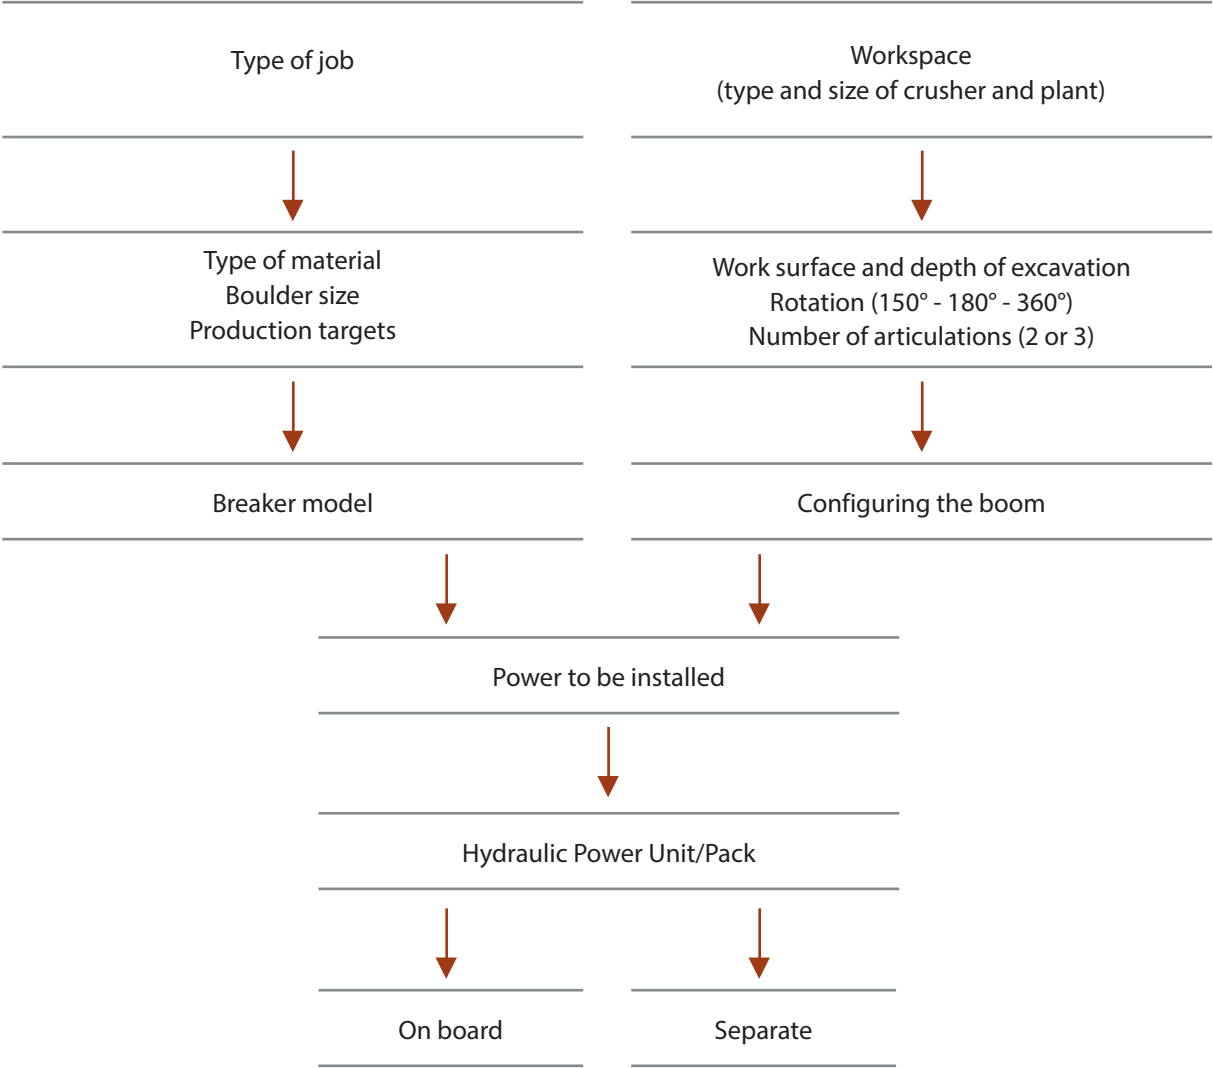 Type of job
Workspace
(type and size of crusher and plant)
Type of material
Boulder size
Production targets
Work surface and depth of excavation
Rotation (150° - 180° - 360°)
Number of articulations (2 or 3)
Breaker model
Configuring the boom
Power to be installed
Hydraulic Power Unit/Pack
On board
Separate